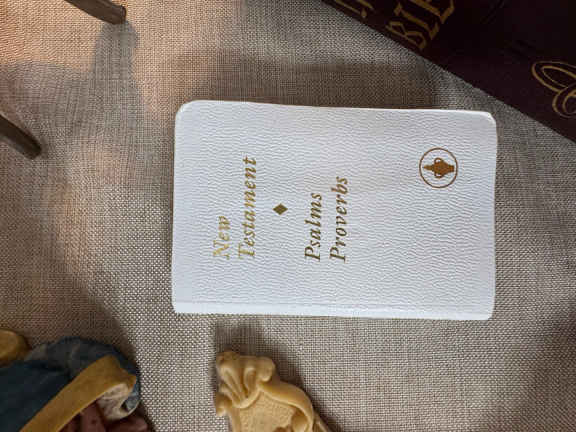 New
Testament
Psalms
Proverbs